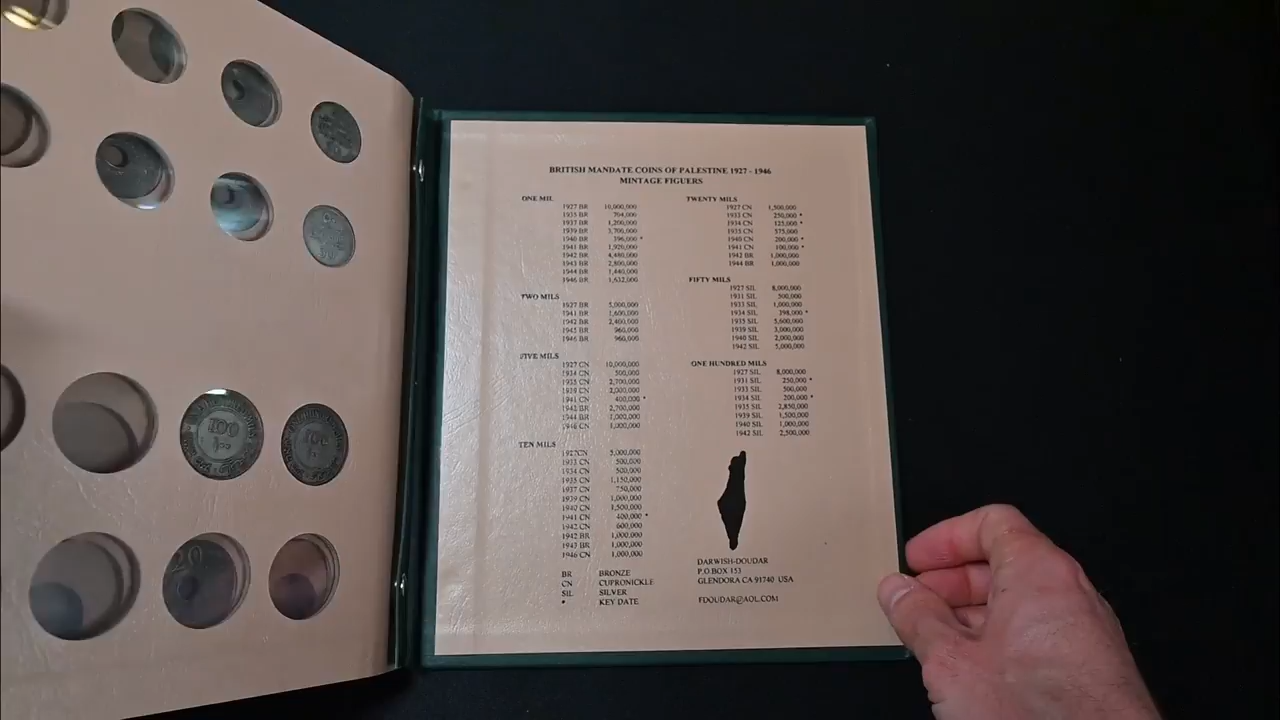 BRITISH MANDATE COINS OF PALESTINE 1927 - 1946
MINTAGE FIGUERS
ONE MIL
1927 BR 10,000,000
1935 BR 704,000
1937 BR 1,200,000
1939 BR 3,700,000
1940 BR 396,000 *
1941 BR 1,920,000
1942 BR 4,480,000
1943 BR 2,800,000
1944 BR 1,440,000
1946 BR 1,632,000
TWO MILS
1927 BR 5,000,000
1941 BR 1,600,000
1942 BR 2,400,000
1945 BR 960,000
1946 BR 960,000
FIVE MILS
1927 CN 10,000,000
1934 CN 500,000
1935 CN 2,700,000
1939 CN 2,000,000
1941 CN 400,000 *
1942 BR 2,700,000
1944 BR 1,000,000
1946 CN 1,000,000
TEN MILS
1927CN 5,000,000
1933 CN 500,000
1934 CN 500,000
1935 CN 1,150,000
1937 CN 750,000
1939 CN 1,000,000
1940 CN 1,500,000
1941 CN 400,000 *
1942 CN 600,000
1942 BR 1,000,000
1943 BR 1,000,000
1946 CN 1,000,000
BR BRONZE
CN CUPRONICKLE
SIL SILVER
* KEY DATE
TWENTY MILS
1927 CN 1,500,000
1933 CN 250,000 *
1934 CN 125,000 *
1935 CN 575,000
1940 CN 200,000 *
1941 CN 100,000 *
1942 BR 1,000,000
1944 BR 1,000,000
FIFTY MILS
1927 SIL 8,000,000
1931 SIL 500,000
1933 SIL 1,000,000
1934 SIL 398,000 *
1935 SIL 5,600,000
1939 SIL 3,000,000
1940 SIL 2,000,000
1942 SIL 5,000,000
ONE HUNDRED MILS
1927 SIL 8,000,000
1931 SIL 250,000 *
1933 SIL 500,000
1934 SIL 200,000 *
1935 SIL 2,850,000
1939 SIL 1,500,000
1940 SIL 1,000,000
1942 SIL 2,500,000
DARWISH-DOUDAR
P.O.BOX 153
GLENDORA CA 91740 USA
FDOUDAR@AOL.COM
100
١٠٠
100